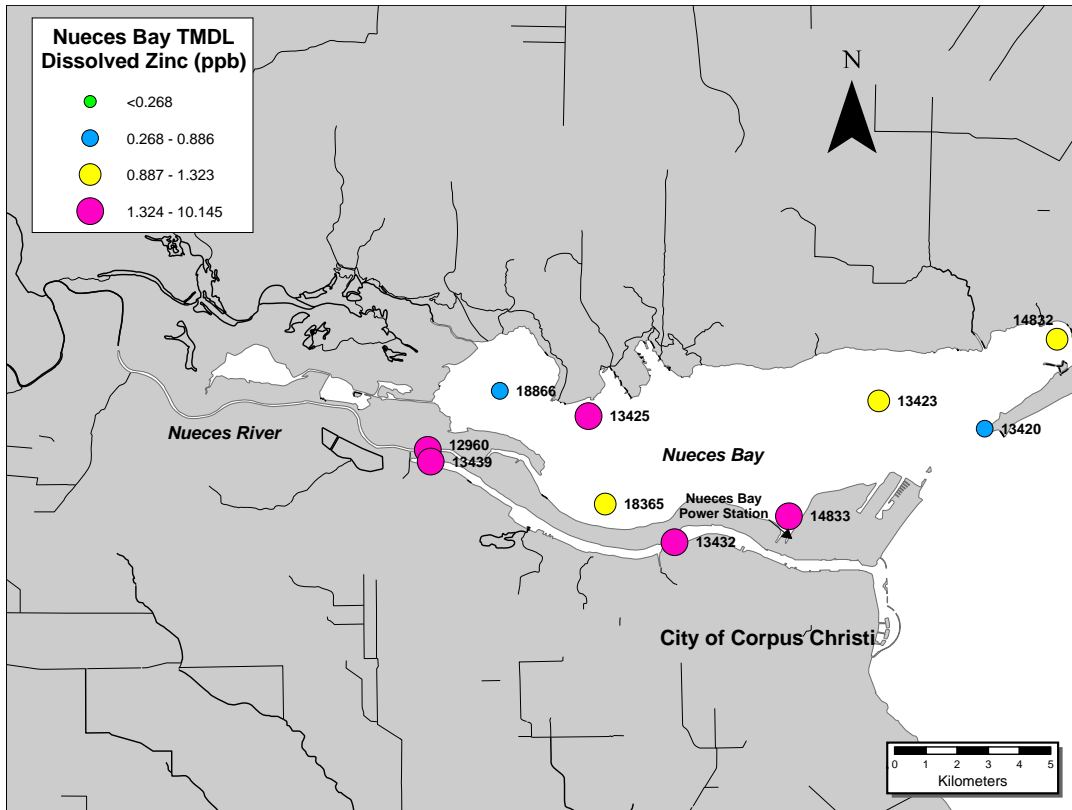 Nueces Bay TMDL
Dissolved Zinc (ppb)
<0.268
0.268 - 0.886
0.887 - 1.323
1.324 - 10.145
N
14832
18866
13425
13423
13420
Nueces River
12960
13439
Nueces Bay
18365
Nueces Bay
Power Station
14833
13432
City of Corpus Christi
0 1 2 3 4 5
Kilometers